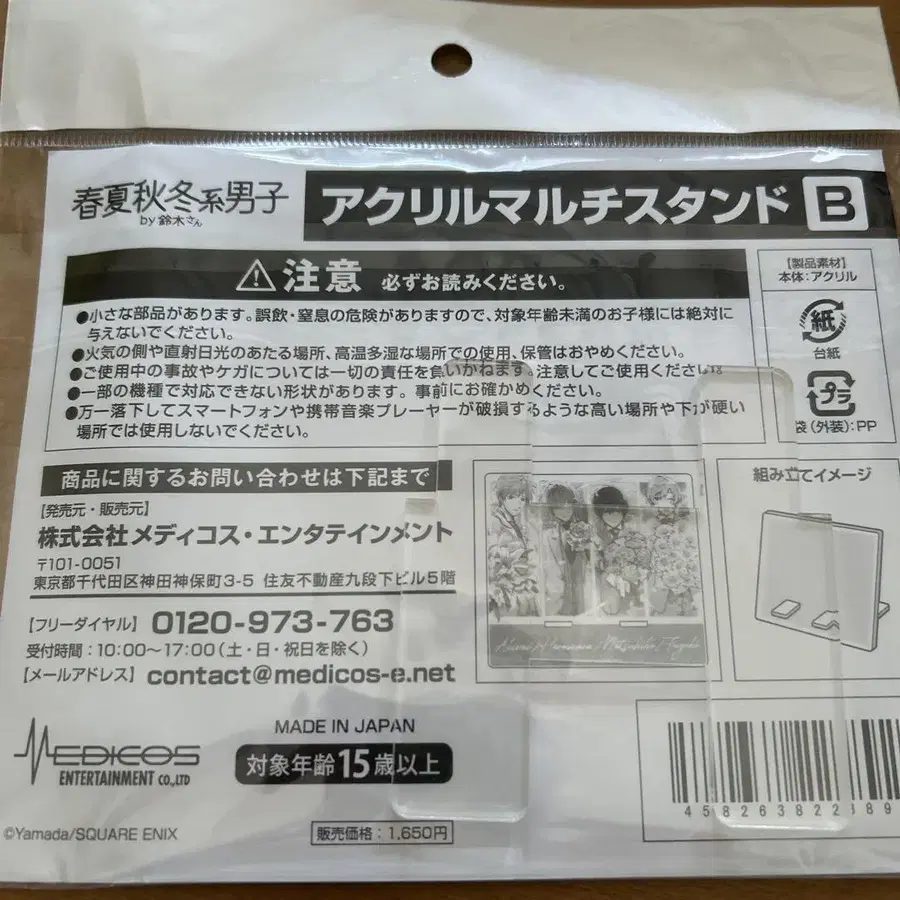 春夏秋冬系男子
by 鈴木さん
アクリルマルチスタンド B
注意 必ずお読みください。
●小さな部品があります。誤飲・窒息の危険がありますので、対象年齢未満のお子様には絶対に
与えないでください。
●火気の側や直射日光のあたる場所、高温多湿な場所での使用、保管はおやめください。
●ご使用中の事故やケガについては一切の責任を負いかねます。注意してご使用ください。
●一部の機種で対応できない形状があります。事前にお確かめください。
●万一落下してスマートフォンや携帯音楽プレーヤーが破損するような高い場所や下が硬い
場所では使用しないでください。
【製品素材】
本体:アクリル
紙
台紙
プラ
袋(外装):PP
商品に関するお問い合わせは下記まで
【発売元・販売元】
株式会社メディコス・エンタテインメント
〒101-0051
東京都千代田区神田神保町3-5 住友不動産九段下ビル5階
【フリーダイヤル】 0120-973-763
受付時間:10:00〜17:00(土・日・祝日を除く)
【メールアドレス】 contact@medicos-e.net
組み立てイメージ
MEDICOS
ENTERTAINMENT CO.,LTD
MADE IN JAPAN
対象年齢15歳以上
©Yamada/SQUARE ENIX
販売価格:1,650円